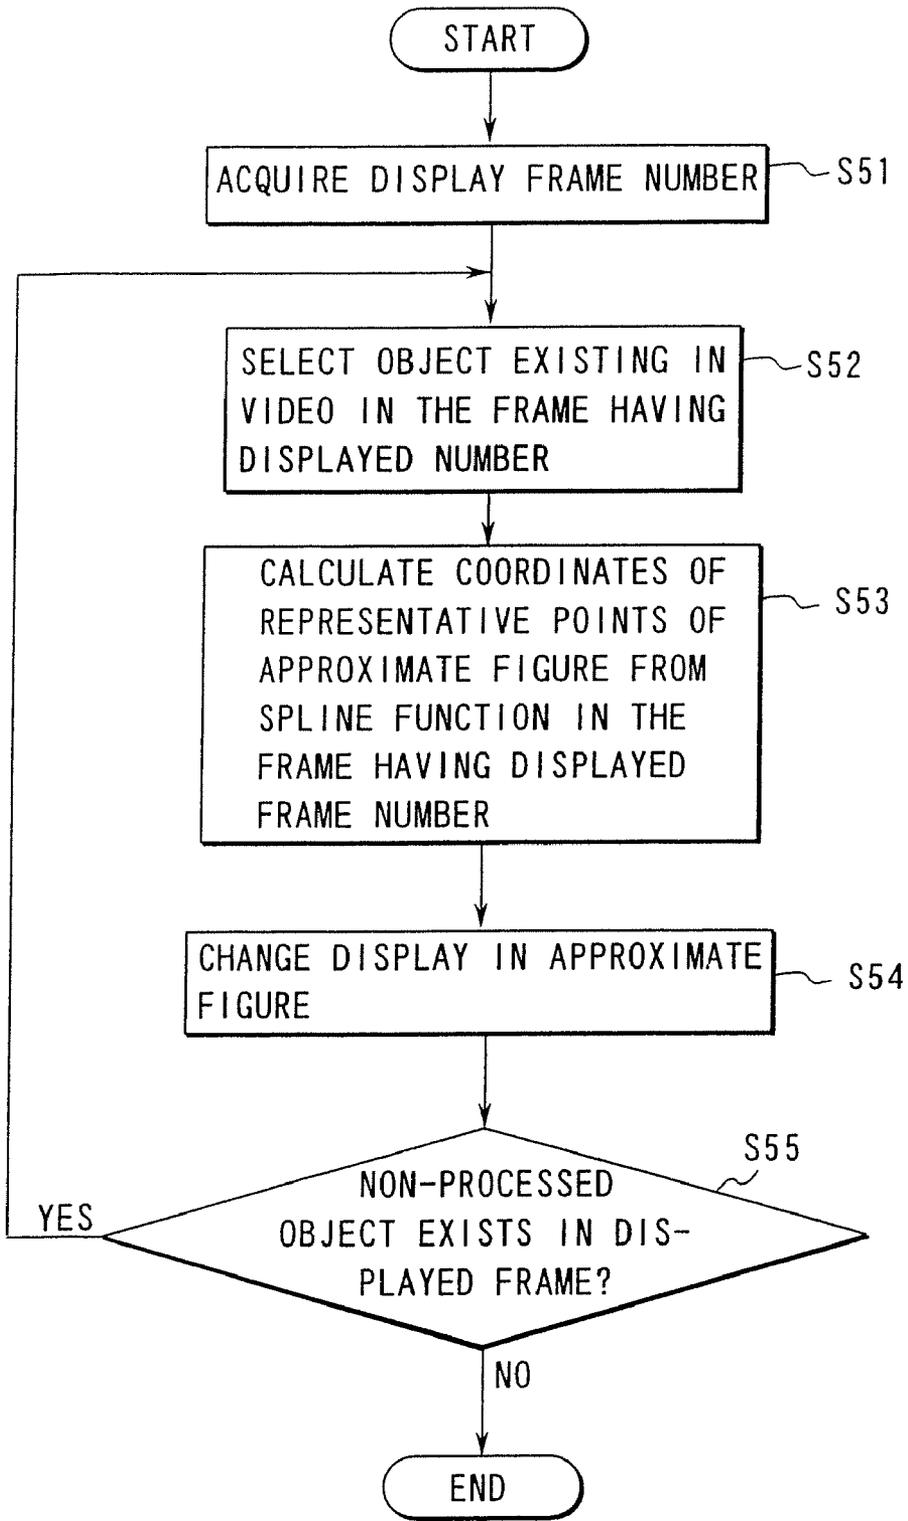 START
ACQUIRE DISPLAY FRAME NUMBER
S51
SELECT OBJECT EXISTING IN
VIDEO IN THE FRAME HAVING
DISPLAYED NUMBER
S52
CALCULATE COORDINATES OF
REPRESENTATIVE POINTS OF
APPROXIMATE FIGURE FROM
SPLINE FUNCTION IN THE
FRAME HAVING DISPLAYED
FRAME NUMBER
S53
CHANGE DISPLAY IN APPROXIMATE
FIGURE
S54
S55
NON-PROCESSED
OBJECT EXISTS IN DIS-
PLAYED FRAME?
YES
NO
END